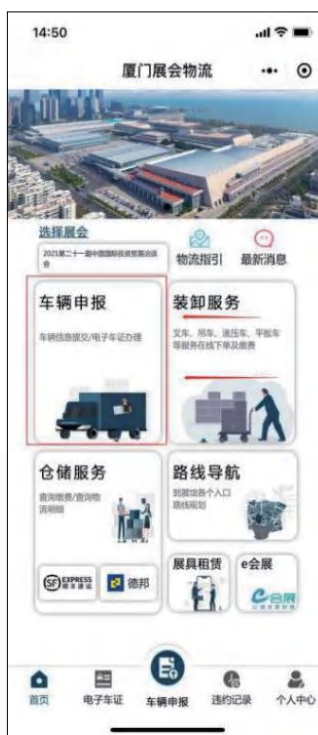 14:50
厦门展会物流
选择展会
2021第二十一届中国国际投资贸易洽谈会
物流指引
最新消息
车辆申报
车辆信息提交/电子车证办理
装卸服务
叉车、吊车、液压车、平板车
等服务在线下单及缴费
仓储服务
查询缴费/查询物
流明细
SF EXPRESS
德邦
路线导航
到展馆各个入口
路线规划
展具租赁
e会展
e会展
首页
电子车证
车辆申报
违约记录
个人中心